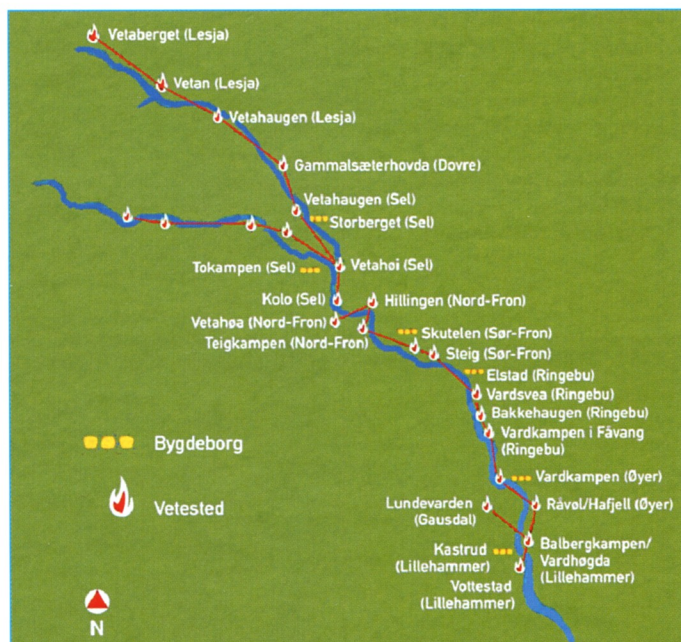 Vetaberget (Lesja)
Vetan (Lesja)
Vetahaugen (Lesja)
Gammalsæterhovda (Dovre)
Vetahaugen (Sel)
Storberget (Sel)
Tokampen (Sel)
Vetahøi (Sel)
Kolo (Sel)
Hillingen (Nord-Fron)
Vetahøa (Nord-Fron)
Skutelen (Sør-Fron)
Teigkampen (Nord-Fron)
Steig (Sør-Fron)
Elstad (Ringebu)
Vardsvea (Ringebu)
Bakkehaugen (Ringebu)
Vardkampen i Fåvang
(Ringebu)
Bygdeborg
Vardkampen (Øyer)
Vetested
Lundevarden
(Gausdal)
Råvøl/Hafjell (Øyer)
Kastrud
(Lillehammer)
Balbergkampen/
Vardhøgda
(Lillehammer)
Vottestad
(Lillehammer)
N